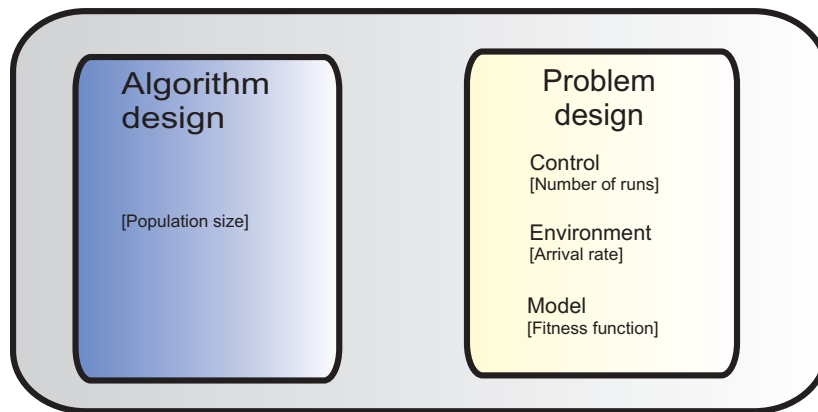 Algorithm
design
[Population size]
Problem
design
Control
[Number of runs]
Environment
[Arrival rate]
Model
[Fitness function]